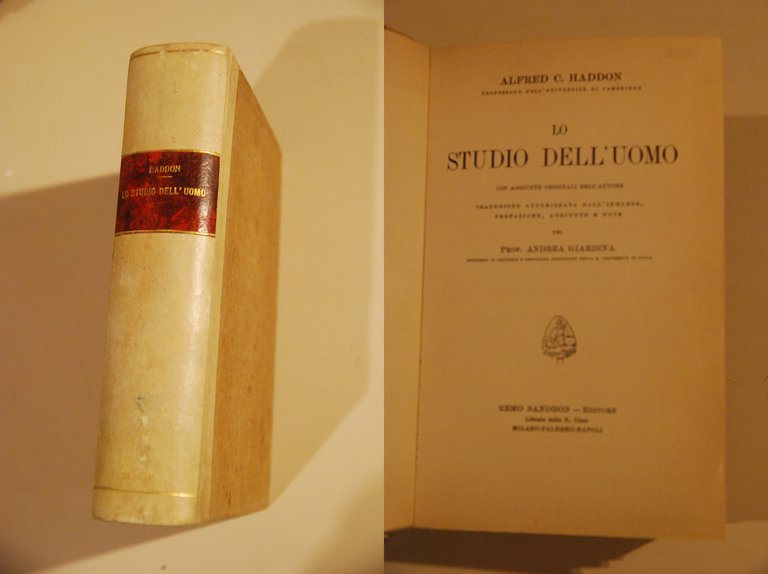 HADDON
LO STUDIO DELL'UOMO
ALFRED C. HADDON
PROFESSORE DELL'UNIVERSITÀ DI CAMBRIDGE
LO
STUDIO DELL'UOMO
CON AGGIUNTE ORIGINALI DELL'AUTORE
TRADUZIONE AUTORIZZATA DALL'INGLESE,
PREFAZIONE, AGGIUNTE E NOTE
DEL
PROF. ANDREA GIARDINA
REMO SANDRON — EDITORE
Libraio della R. Casa
MILANO-PALERMO-NAPOLI